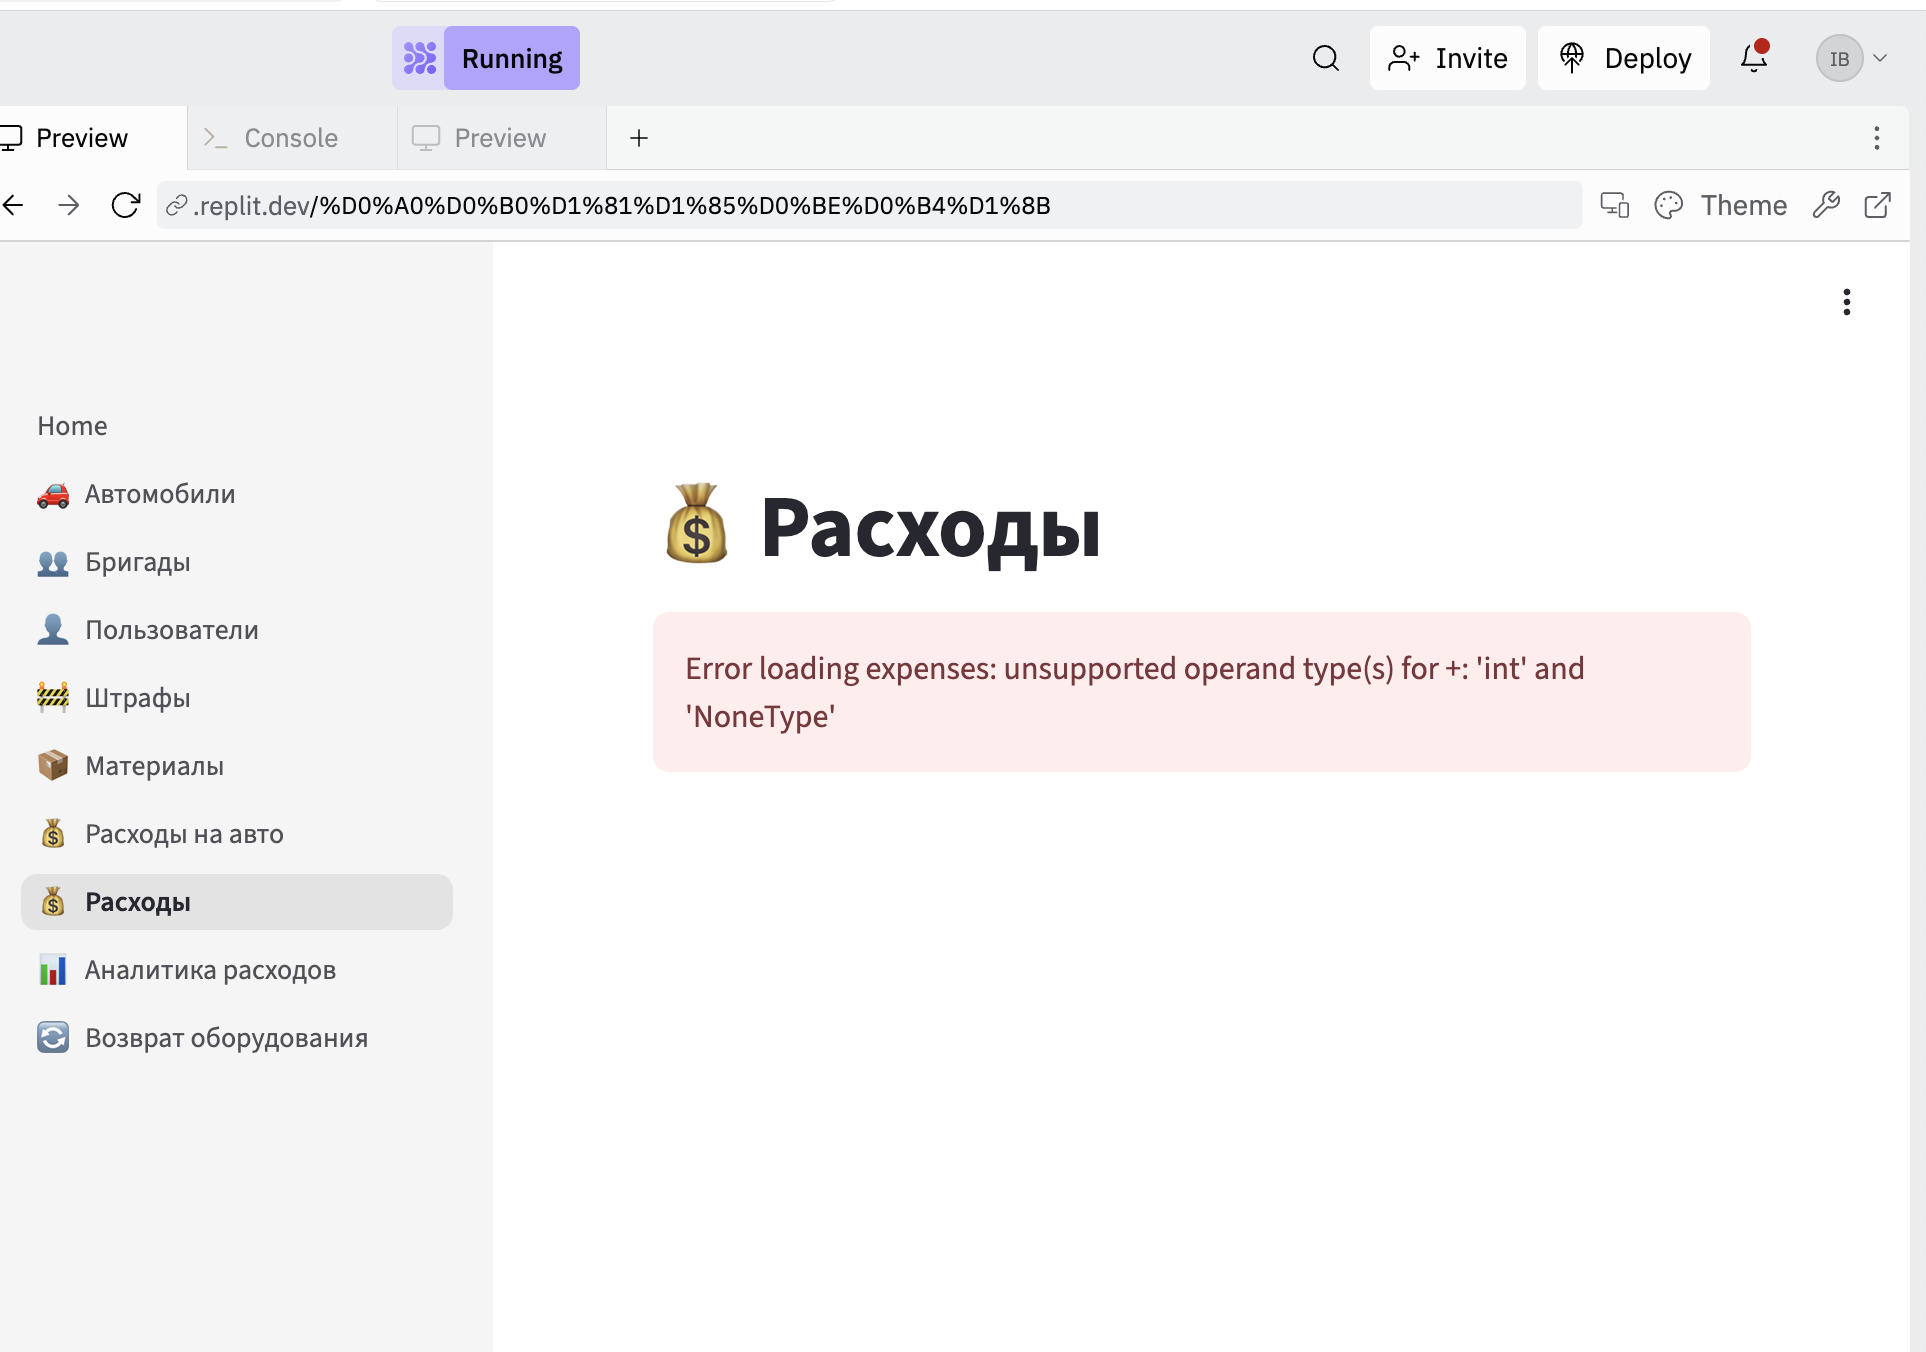 Running
Invite
Deploy
IB
Preview
Console
Preview
.replit.dev/%D0%A0%D0%B0%D1%81%D1%85%D0%BE%D0%B4%D1%8B
Theme
Home
Автомобили
Бригады
Пользователи
Штрафы
Материалы
Расходы на авто
Расходы
Аналитика расходов
Возврат оборудования
Расходы
Error loading expenses: unsupported operand type(s) for +: 'int' and
'NoneType'